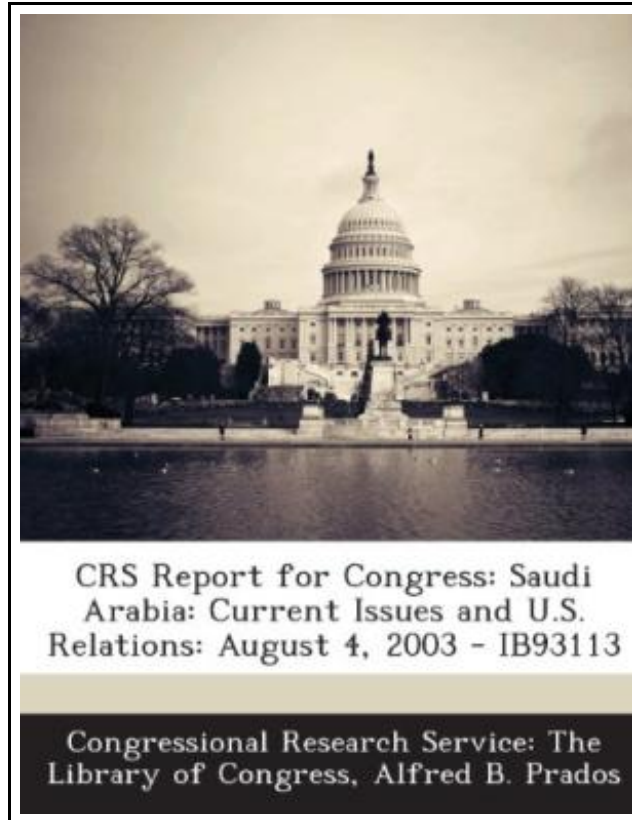 CRS Report for Congress: Saudi
Arabia: Current Issues and U.S.
Relations: August 4, 2003 - IB93113
Congressional Research Service: The
Library of Congress, Alfred B. Prados